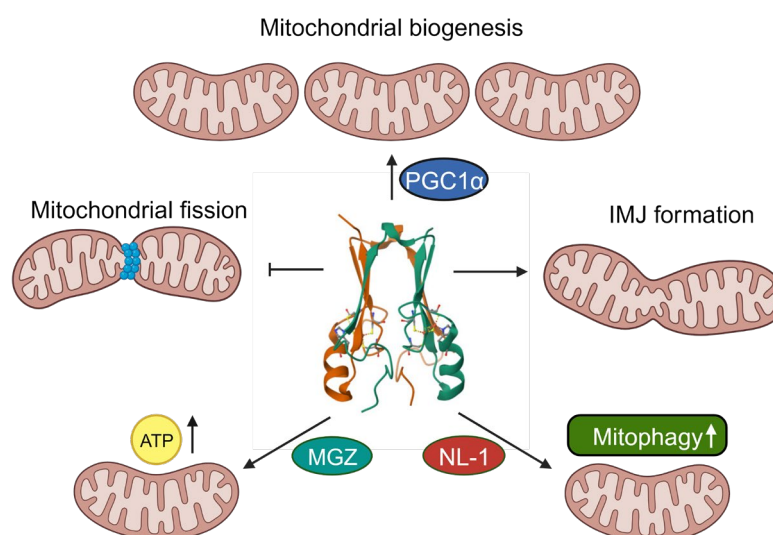 Mitochondrial biogenesis
PGC1α
Mitochondrial fission
IMJ formation
ATP
MGZ
NL-1
Mitophagy